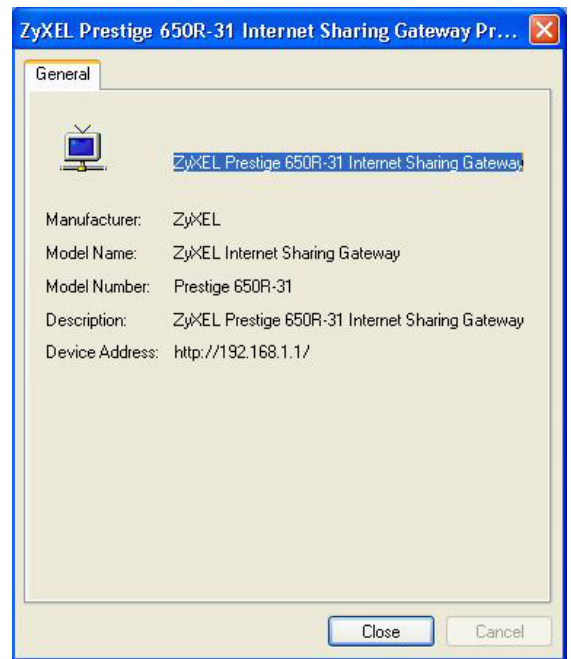 ZyXEL Prestige 650R-31 Internet Sharing Gateway Pr...
General
ZyXEL Prestige 650R-31 Internet Sharing Gateway
Manufacturer: ZyXEL
Model Name: ZyXEL Internet Sharing Gateway
Model Number: Prestige 650R-31
Description: ZyXEL Prestige 650R-31 Internet Sharing Gateway
Device Address: http://192.168.1.1/
Close Cancel